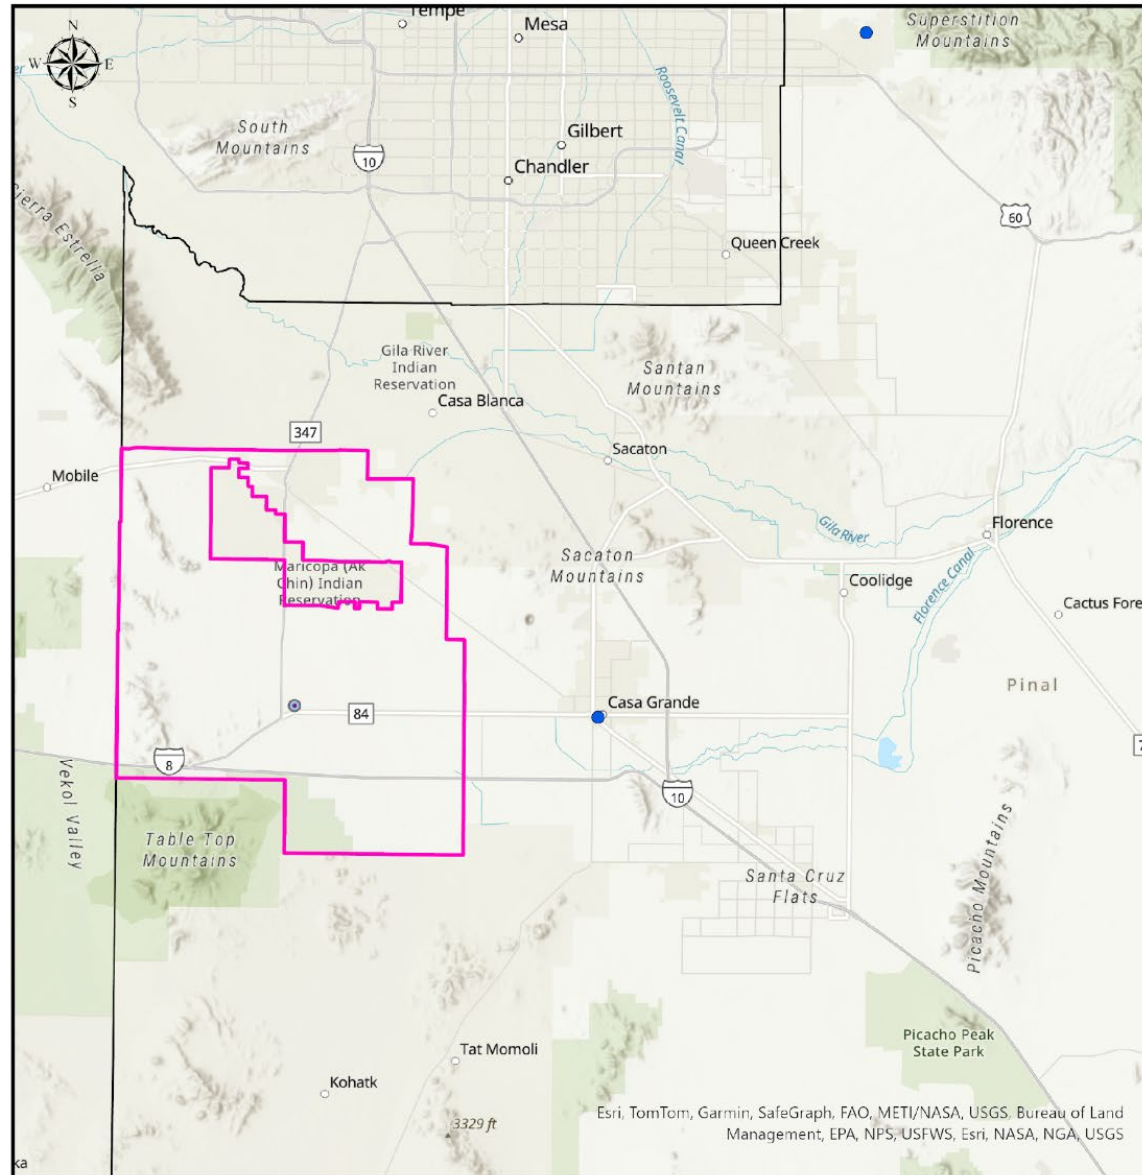 Tempe
Mesa
Superstition
Mountains
N
W
E
S
South
Mountains
Roosevelt Canal
Gilbert
10
Chandler
60
Sierra Estrella
Queen Creek
Gila River
Indian
Reservation
Santan
Mountains
Casa Blanca
347
Sacaton
Mobile
Gila River
Florence
Sacaton
Mountains
Maricopa (Ak
Chin) Indian
Reservation
Coolidge
Florence Canal
Cactus Fore
Pinal
Casa Grande
84
7
8
10
Vekol Valley
Table Top
Mountains
Santa Cruz
Flats
Picacho Mountains
Picacho Peak
State Park
Tat Momoli
Kohatk
3329 ft
Esri, TomTom, Garmin, SafeGraph, FAO, METI/NASA, USGS, Bureau of Land
Management, EPA, NPS, USFWS, Esri, NASA, NGA, USGS
ka